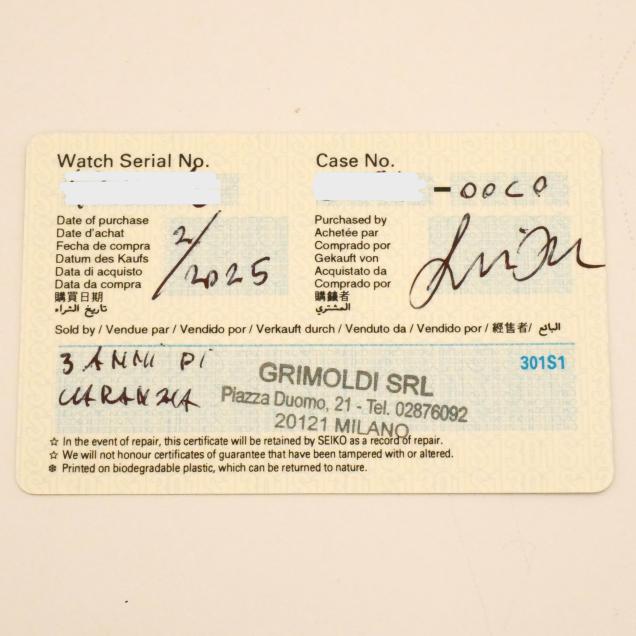 Watch Serial No.
Case No.
-00C0
Date of purchase
Date d'achat
Fecha de compra
Datum des Kaufs
Data di acquisto
Data da compra
購買日期
تاريخ الشراء
2/2025
Purchased by
Achetée par
Comprado por
Gekauft von
Acquistato da
Comprado por
購錶者
المشتري
Sold by / Vendue par / Vendido por / Verkauft durch / Venduto da / Vendido por / 經售者 / البائع
3 ANNI DI
GARANZIA
301S1
GRIMOLDI SRL
Piazza Duomo, 21 - Tel. 02876092
20121 MILANO
☆ In the event of repair, this certificate will be retained by SEIKO as a record of repair.
☆ We will not honour certificates of guarantee that have been tampered with or altered.
❄ Printed on biodegradable plastic, which can be returned to nature.